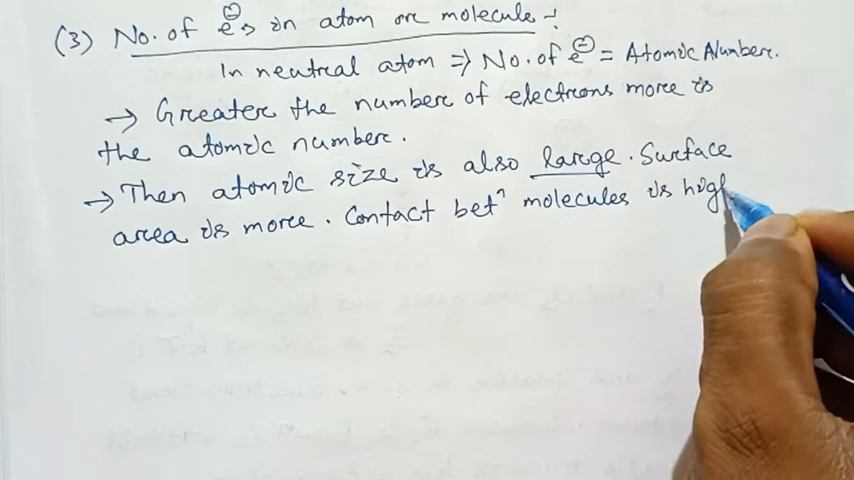 (3) No. of e⊖s in atom or molecule :-
In neutral atom ⇒ No. of e⊖ = Atomic Number.
→ Greater the number of electrons more is
the atomic number.
→ Then atomic size is also large. Surface
area is more. Contact betⁿ molecules is high